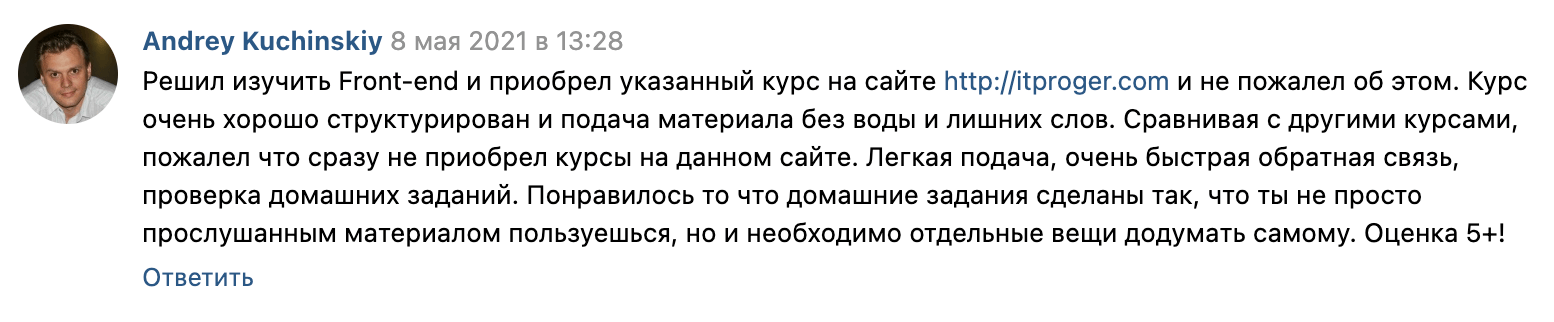 Andrey Kuchinskiy 8 мая 2021 в 13:28
Решил изучить Front-end и приобрел указанный курс на сайте http://itproger.com и не пожалел об этом. Курс
очень хорошо структурирован и подача материала без воды и лишних слов. Сравнивая с другими курсами,
пожалел что сразу не приобрел курсы на данном сайте. Легкая подача, очень быстрая обратная связь,
проверка домашних заданий. Понравилось то что домашние задания сделаны так, что ты не просто
прослушанным материалом пользуешься, но и необходимо отдельные вещи додумать самому. Оценка 5+!
Ответить